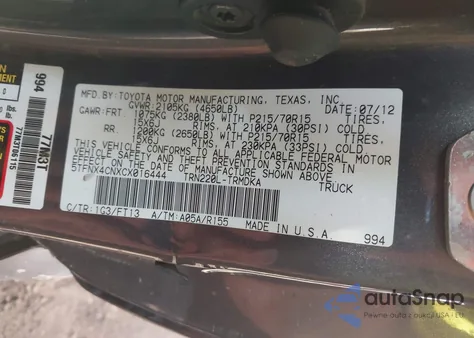 MFD.BY:TOYOTA MOTOR MANUFACTURING, TEXAS, INC.
GVWR 2105KG (4650LB) 07/12
GAWR:FRT 1075KG (2380LB) WITH P215/70R15 TIRES,
15X6J RIMS, AT 210KPA (30PSI) COLD
RR. 1200KG (2650LB) WITH P215/70R15 TIRES,
15X6J RIMS, AT 230KPA (33PSI) COLD
THIS VEHICLE CONFORMS TO ALL APPLICABLE FEDERAL MOTOR
VEHICLE SAFETY AND THEFT PREVENTION STANDARDS IN
EFFECT ON THE DATE OF MANUFACTURE SHOWN ABOVE.
5TFNX4CNXCX016444 TRN220L-TRMDKA TRUCK
C/TR:1G3/FT13 A/TM:A05A/R155 MADE IN U.S.A. 994
994
lbs.
autoSnap